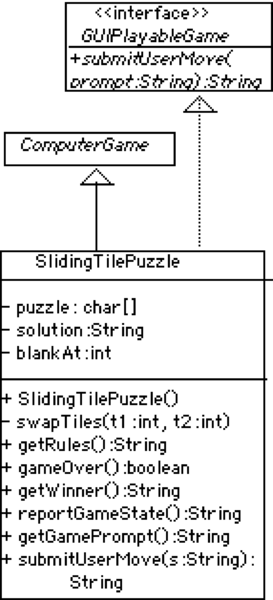 <<interface>>
GUIPlayableGame
+submitUserMove(
prompt:String):String
ComputerGame
SlidingTilePuzzle
- puzzle: char[]
- solution:String
- blankAt:int
+ SlidingTilePuzzle()
- swapTiles(t1:int, t2:int)
+ getRules():String
+ gameOver():boolean
+ getWinner():String
+ reportGameState():String
+ getGamePrompt():String
+ submitUserMove(s:String):
String